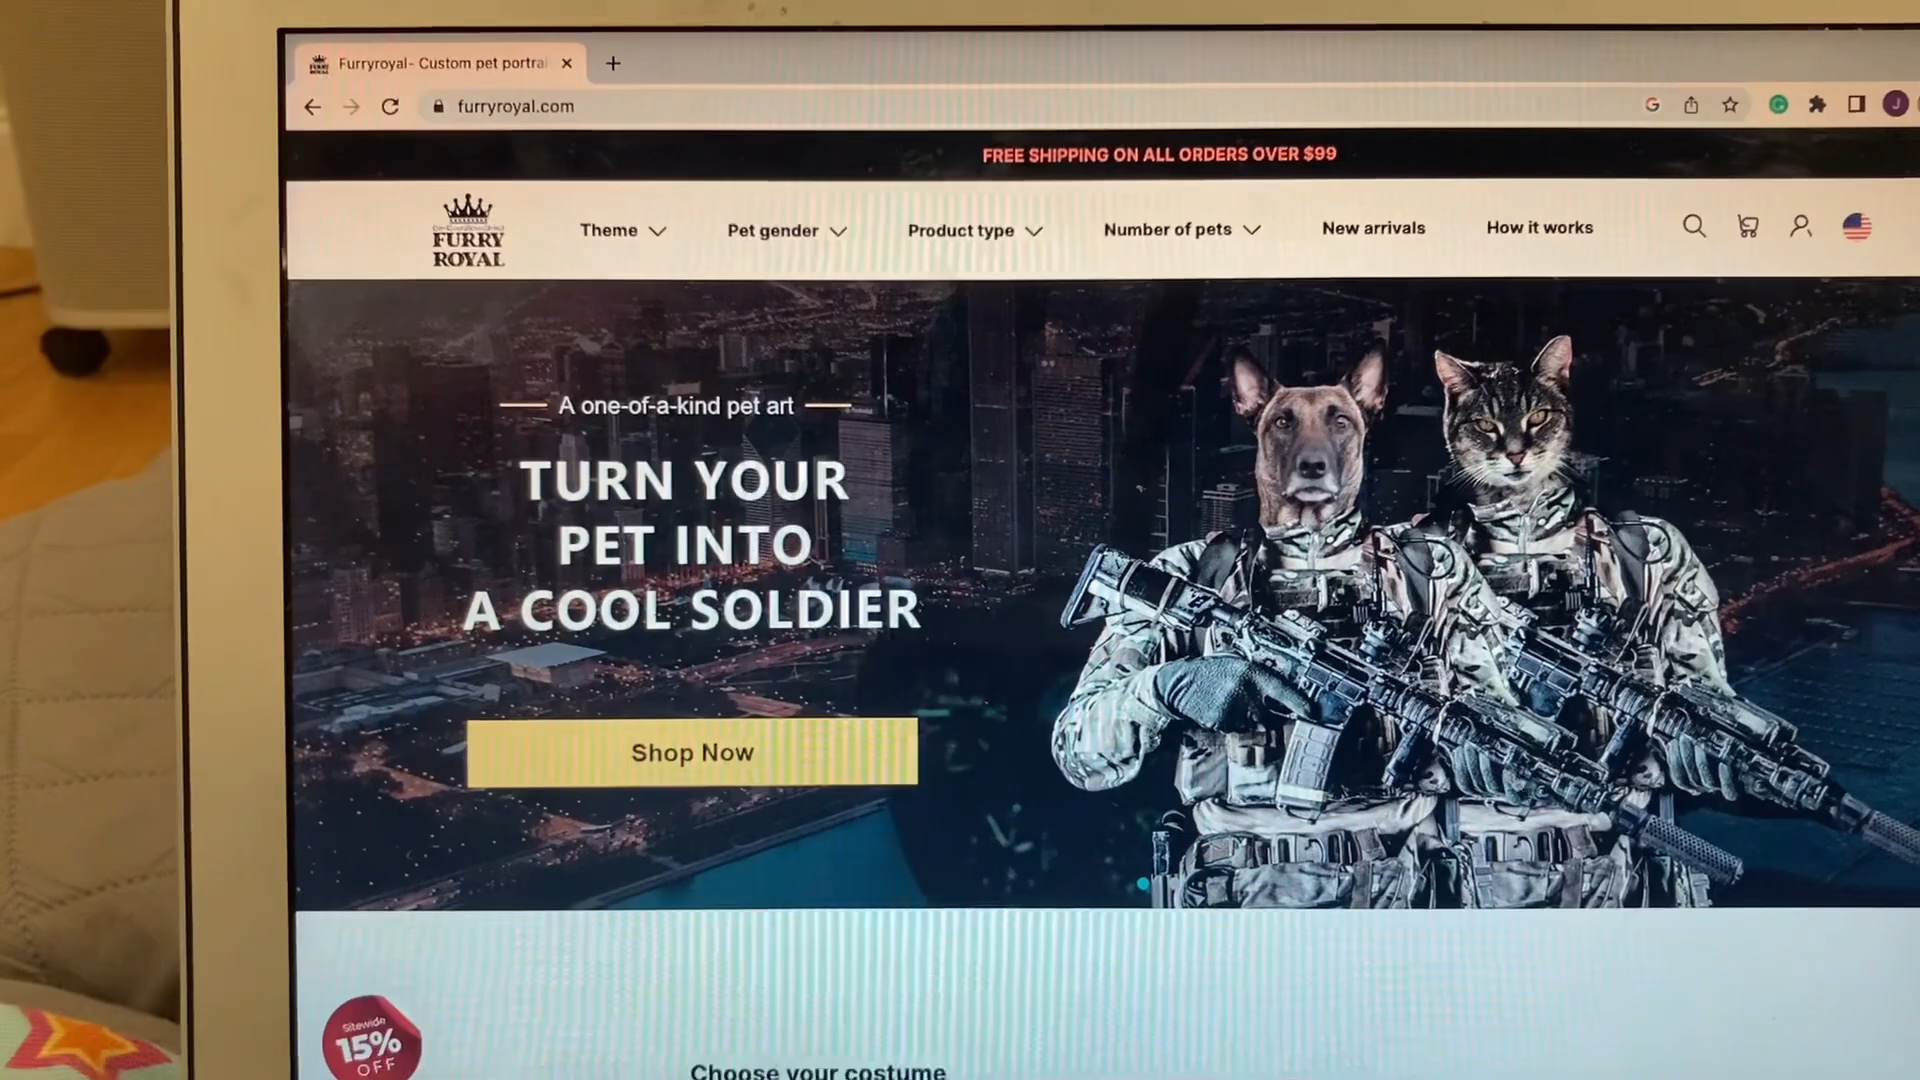 Furryroyal- Custom pet portrai
furryroyal.com
J
FREE SHIPPING ON ALL ORDERS OVER $99
FURRY
ROYAL
Theme
Pet gender
Product type
Number of pets
New arrivals
How it works
A one-of-a-kind pet art
TURN YOUR
PET INTO
A COOL SOLDIER
Shop Now
Sitewide
15%
OFF
Choose your costume